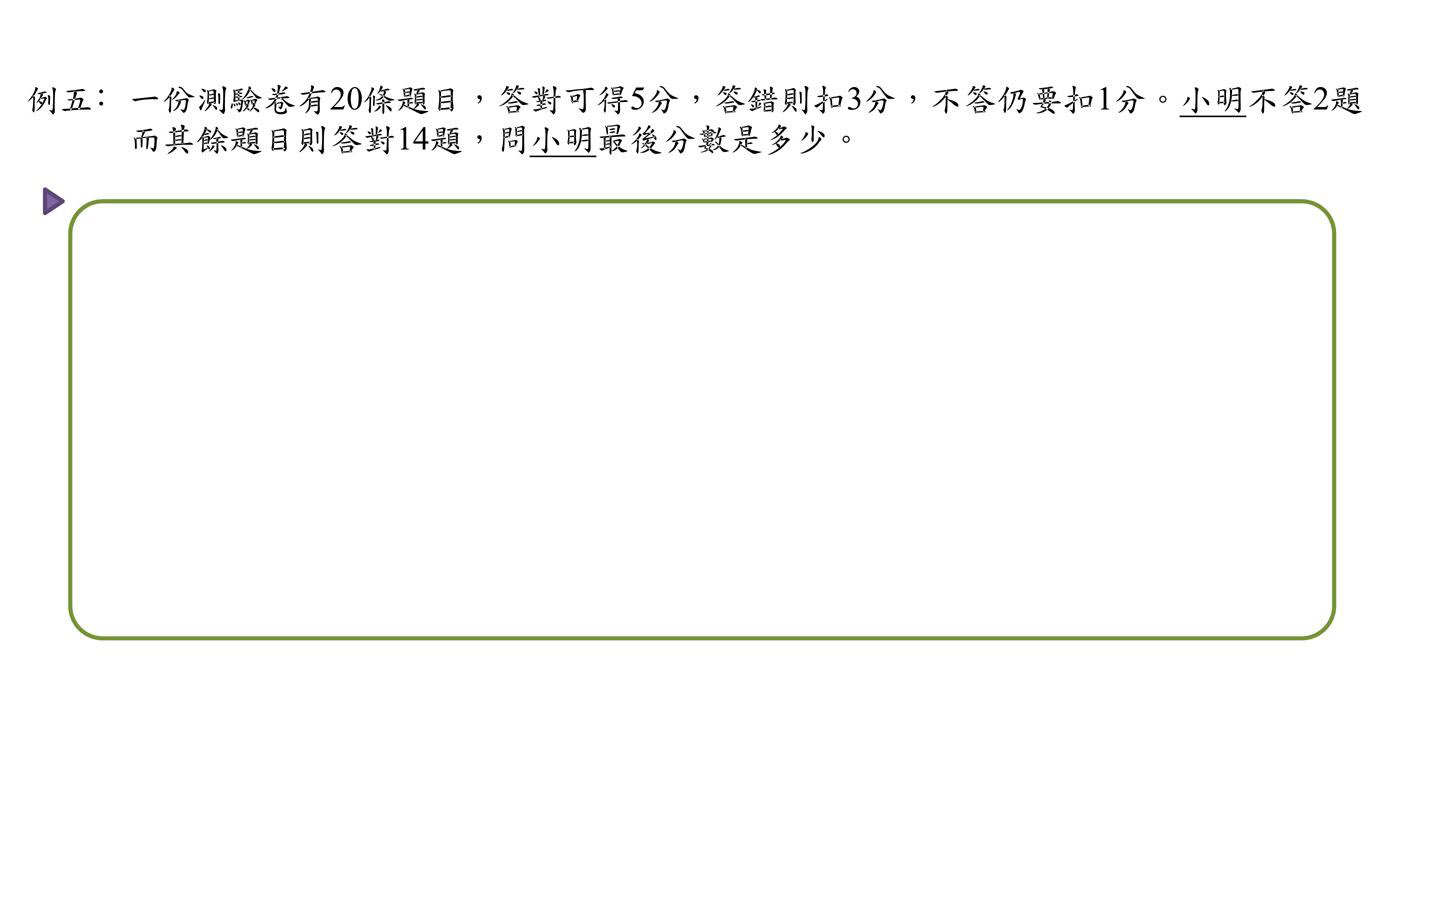 例五： 一份測驗卷有20條題目，答對可得5分，答錯則扣3分，不答仍要扣1分。小明不答2題
而其餘題目則答對14題，問小明最後分數是多少。